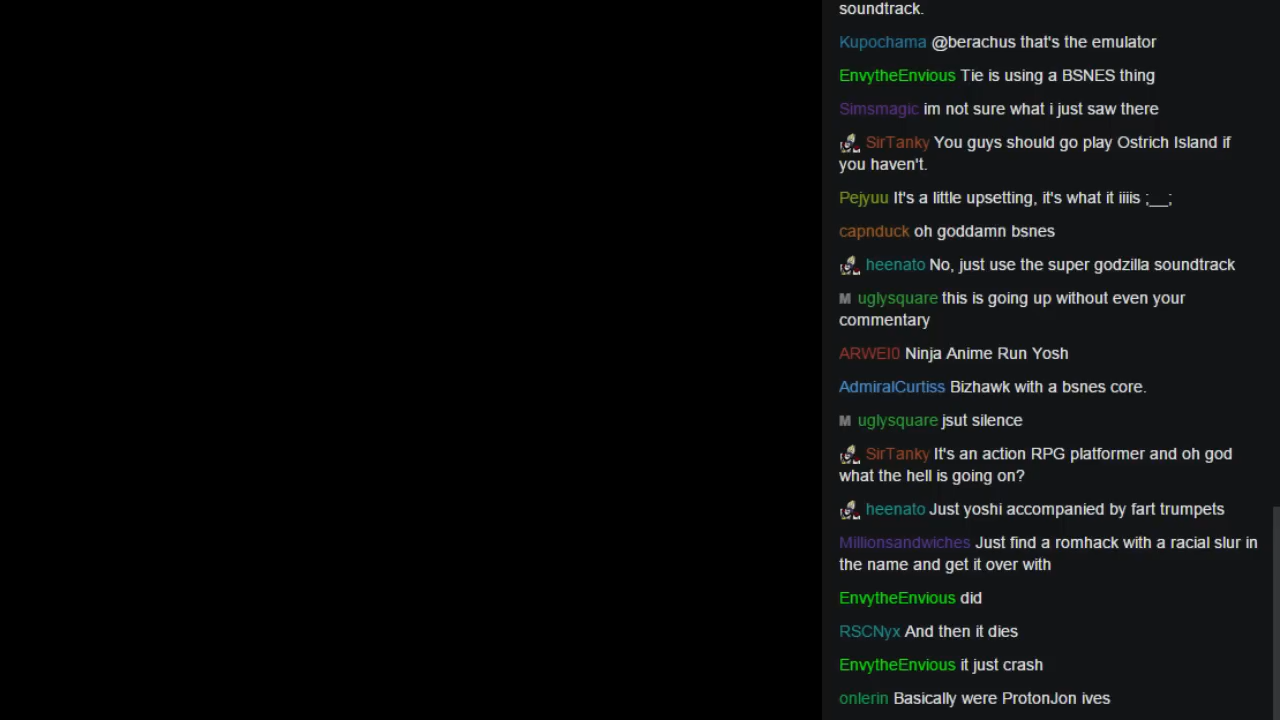 soundtrack.
Kupochama @berachus that's the emulator
EnvytheEnvious Tie is using a BSNES thing
Simsmagic im not sure what i just saw there
SirTanky You guys should go play Ostrich Island if
you haven't.
Pejyuu It's a little upsetting, it's what it iiiis ;__;
capnduck oh goddamn bsnes
heenato No, just use the super godzilla soundtrack
M uglysquare this is going up without even your
commentary
ARWEI0 Ninja Anime Run Yosh
AdmiralCurtiss Bizhawk with a bsnes core.
M uglysquare jsut silence
SirTanky It's an action RPG platformer and oh god
what the hell is going on?
heenato Just yoshi accompanied by fart trumpets
Millionsandwiches Just find a romhack with a racial slur in
the name and get it over with
EnvytheEnvious did
RSCNyx And then it dies
EnvytheEnvious it just crash
onlerin Basically were ProtonJon ives